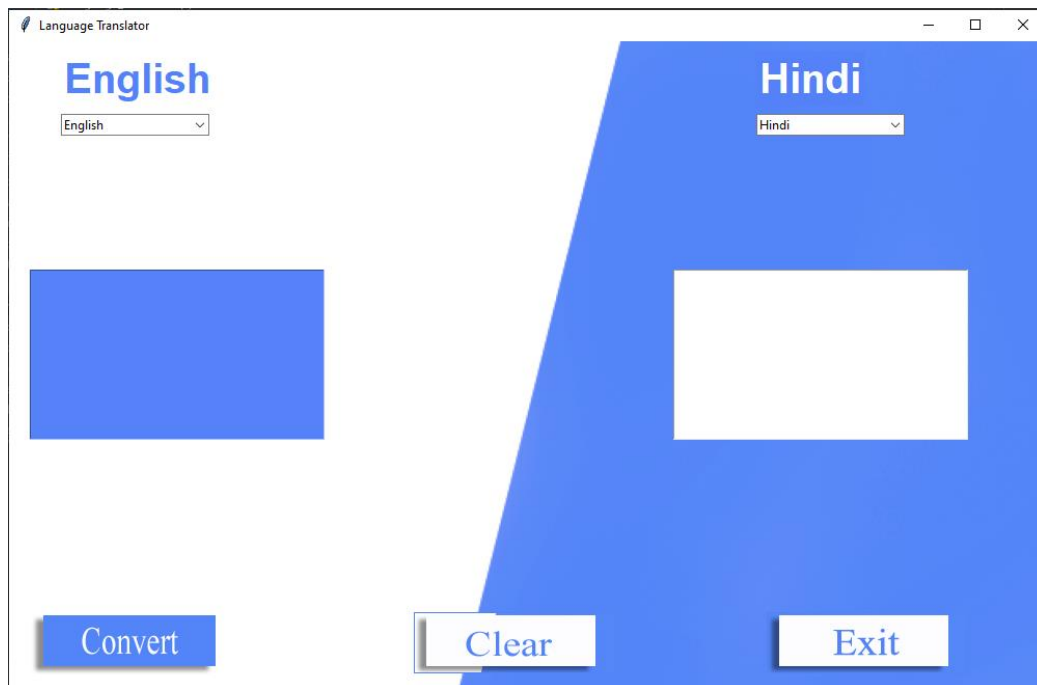 Language Translator
English
Hindi
English
Hindi
Convert
Clear
Exit